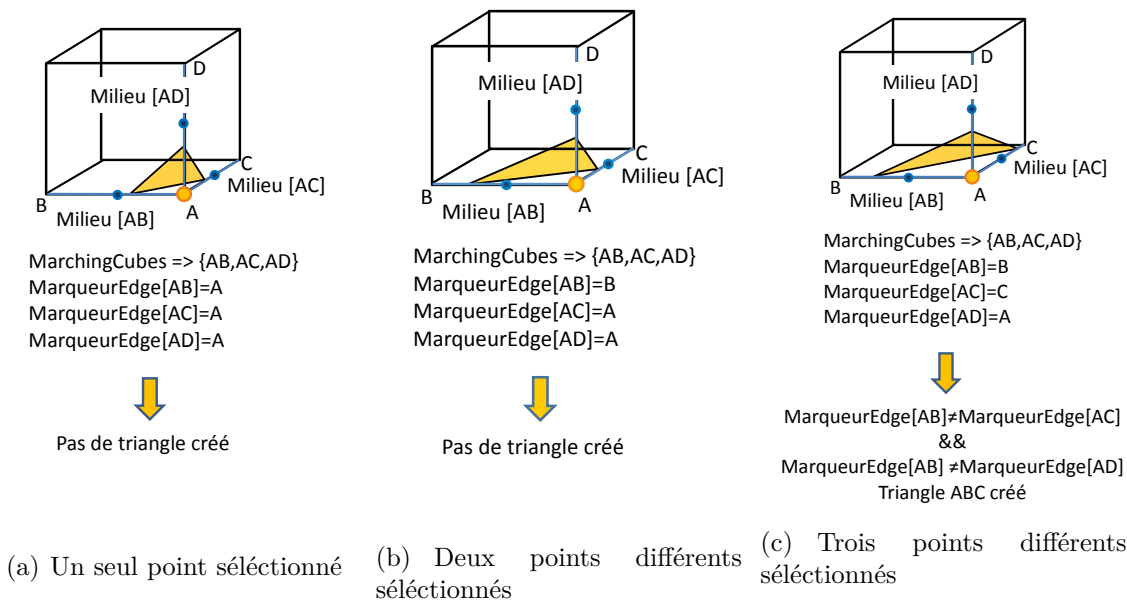 D
Milieu [AD]
C
Milieu [AC]
B
A
Milieu [AB]
MarchingCubes => {AB,AC,AD}
MarqueurEdge[AB]=A
MarqueurEdge[AC]=A
MarqueurEdge[AD]=A
Pas de triangle créé
(a) Un seul point séléctionné
D
Milieu [AD]
C
Milieu [AC]
B
A
Milieu [AB]
MarchingCubes => {AB,AC,AD}
MarqueurEdge[AB]=B
MarqueurEdge[AC]=A
MarqueurEdge[AD]=A
Pas de triangle créé
(b) Deux points différents
séléctionnés
D
Milieu [AD]
C
Milieu [AC]
B
A
Milieu [AB]
MarchingCubes => {AB,AC,AD}
MarqueurEdge[AB]=B
MarqueurEdge[AC]=C
MarqueurEdge[AD]=A
MarqueurEdge[AB]≠MarqueurEdge[AC]
&&
MarqueurEdge[AB] ≠MarqueurEdge[AD]
Triangle ABC créé
(c) Trois points différents
séléctionnés